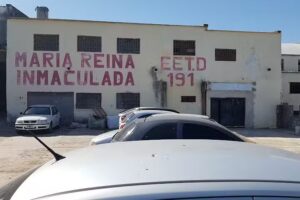 MARIA REINA
INMACULADA
EET.D
191